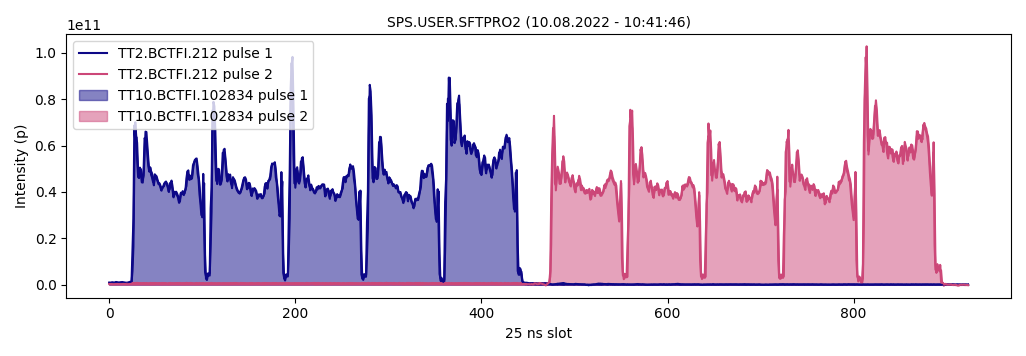 SPS.USER.SFTPRO2 (10.08.2022 - 10:41:46)
1e11
TT2.BCTFI.212 pulse 1
TT2.BCTFI.212 pulse 2
TT10.BCTFI.102834 pulse 1
TT10.BCTFI.102834 pulse 2
Intensity (p)
1.0
0.8
0.6
0.4
0.2
0.0
0 200 400 600 800
25 ns slot